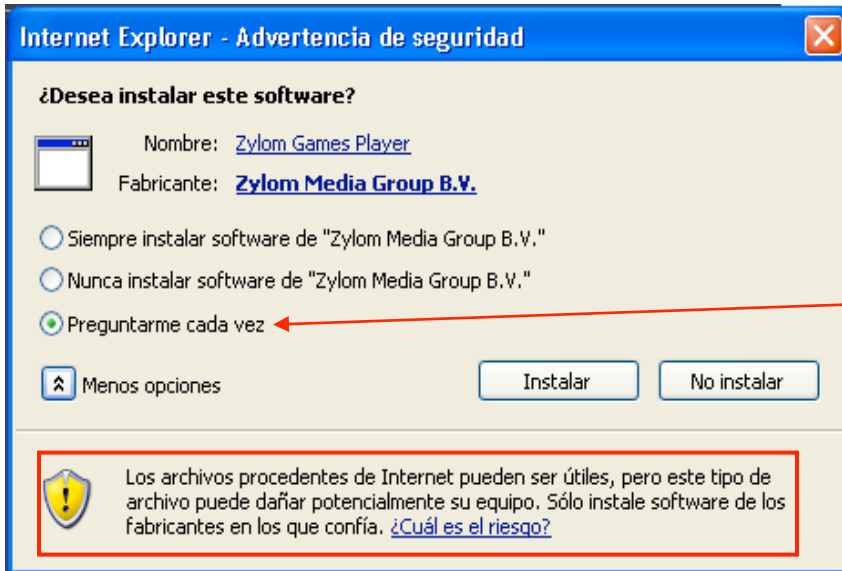 Internet Explorer - Advertencia de seguridad
¿Desea instalar este software?
Nombre: Zylom Games Player
Fabricante: Zylom Media Group B.V.
Siempre instalar software de "Zylom Media Group B.V."
Nunca instalar software de "Zylom Media Group B.V."
Preguntarme cada vez
Menos opciones
Instalar
No instalar
Los archivos procedentes de Internet pueden ser útiles, pero este tipo de
archivo puede dañar potencialmente su equipo. Sólo instale software de los
fabricantes en los que confía. ¿Cuál es el riesgo?